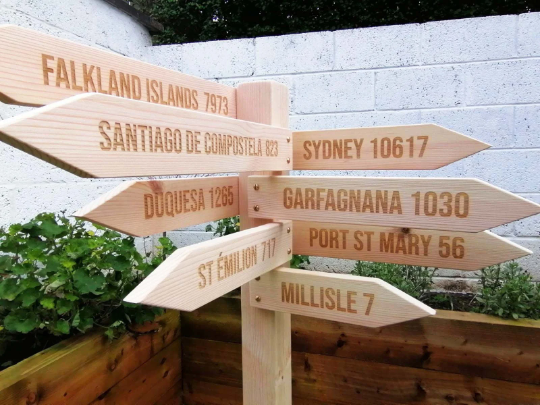 FALKLAND ISLANDS 7973
SANTIAGO DE COMPOSTELA 823
SYDNEY 10617
DUQUESA 1265
GARFAGNANA 1030
PORT ST MARY 56
ST ÉMILION 717
MILLISLE 7